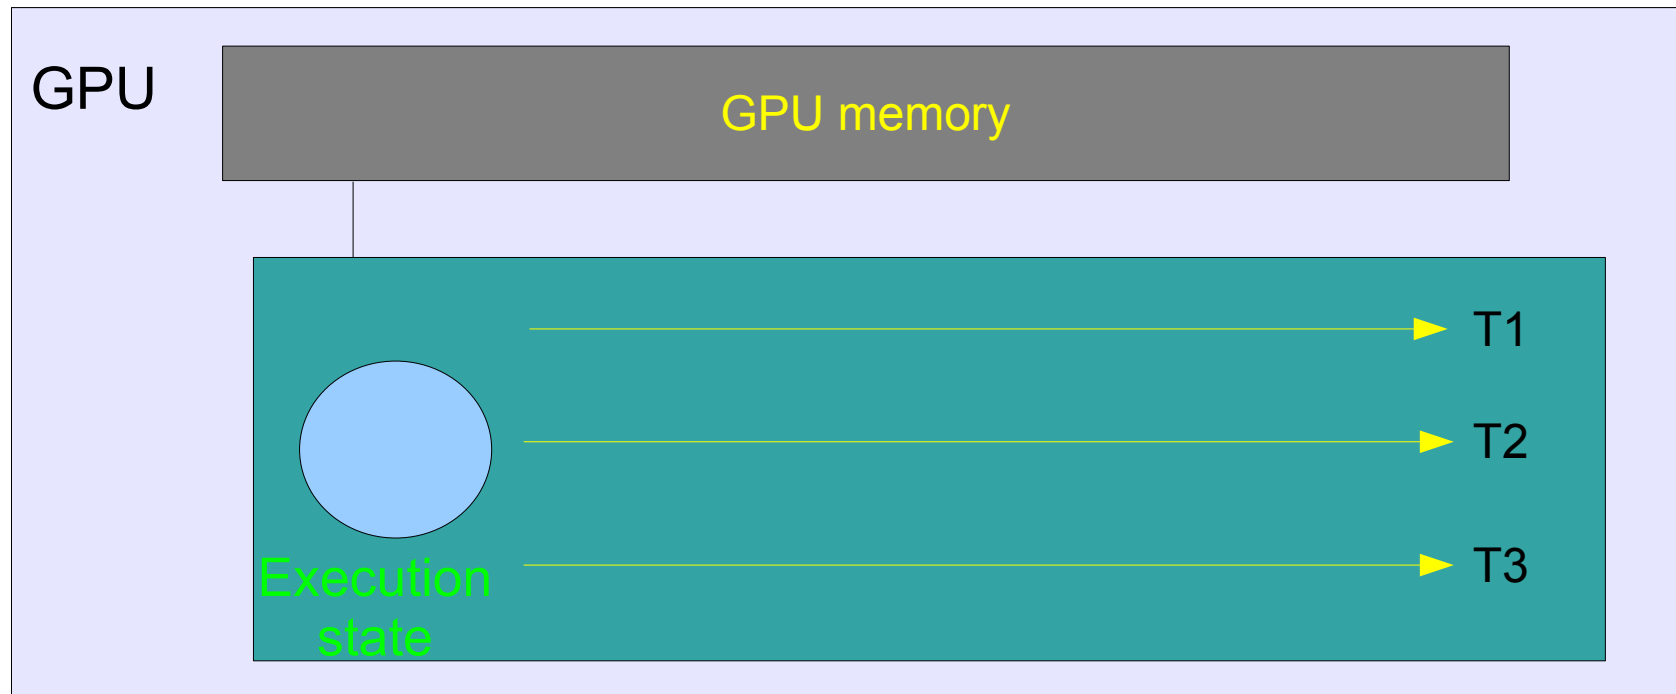 GPU
GPU memory
T1
T2
T3
Execution
state